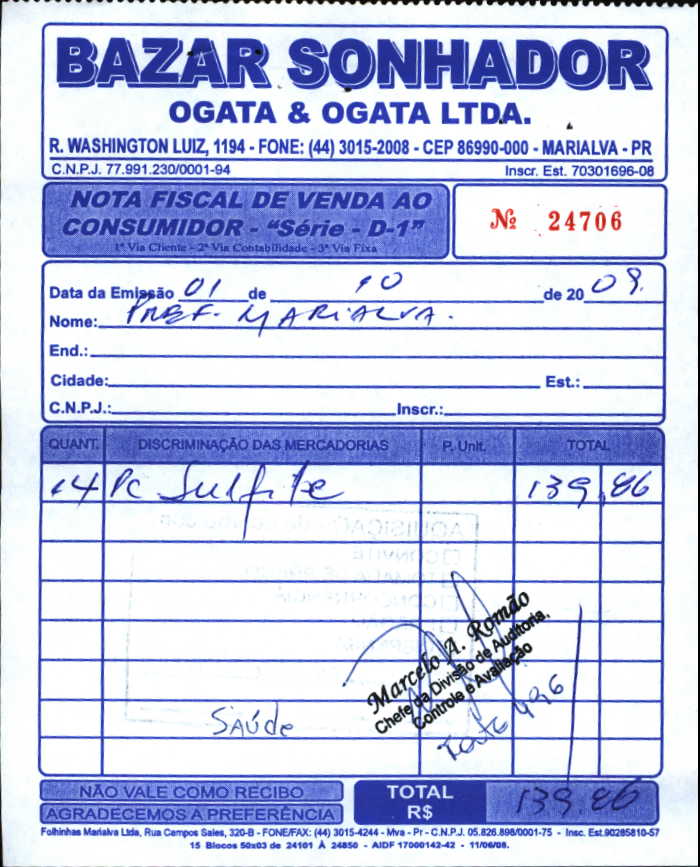 BAZAR SONHADOR
OGATA & OGATA LTDA.
R. WASHINGTON LUIZ, 1194 - FONE: (44) 3015-2008 - CEP 86990-000 - MARIALVA - PR
C.N.P.J. 77.991.230/0001-94 Inscr. Est. 70301696-08
NOTA FISCAL DE VENDA AO
CONSUMIDOR - "Série - D-1"
1ª Via Cliente - 2ª Via Contabilidade - 3ª Via Fixa
Nº 24706
Data da Emissão 01 de 10 de 2009.
Nome: PREF. MARIALVA.
End.:
Cidade: Est.:
C.N.P.J.: Inscr.:
QUANT. DISCRIMINAÇÃO DAS MERCADORIAS P. Unit. TOTAL
14 Pc Sulfite 139,86
AQUISIÇÃO
CONVITE
Marcelo A. Romão
Chefe da Divisão de Auditoria,
Controle e Avaliação
496
SAÚde
NÃO VALE COMO RECIBO
AGRADECEMOS A PREFERÊNCIA
TOTAL
R$
139,86
Folhinhas Marialva Ltda, Rua Campos Sales, 320-B - FONE/FAX: (44) 3015-4244 - Mva - Pr - C.N.P.J. 05.826.898/0001-75 - Insc. Est.90285810-57
15 Blocos 50x03 de 24101 À 24850 - AIDF 17000142-42 - 11/06/08.